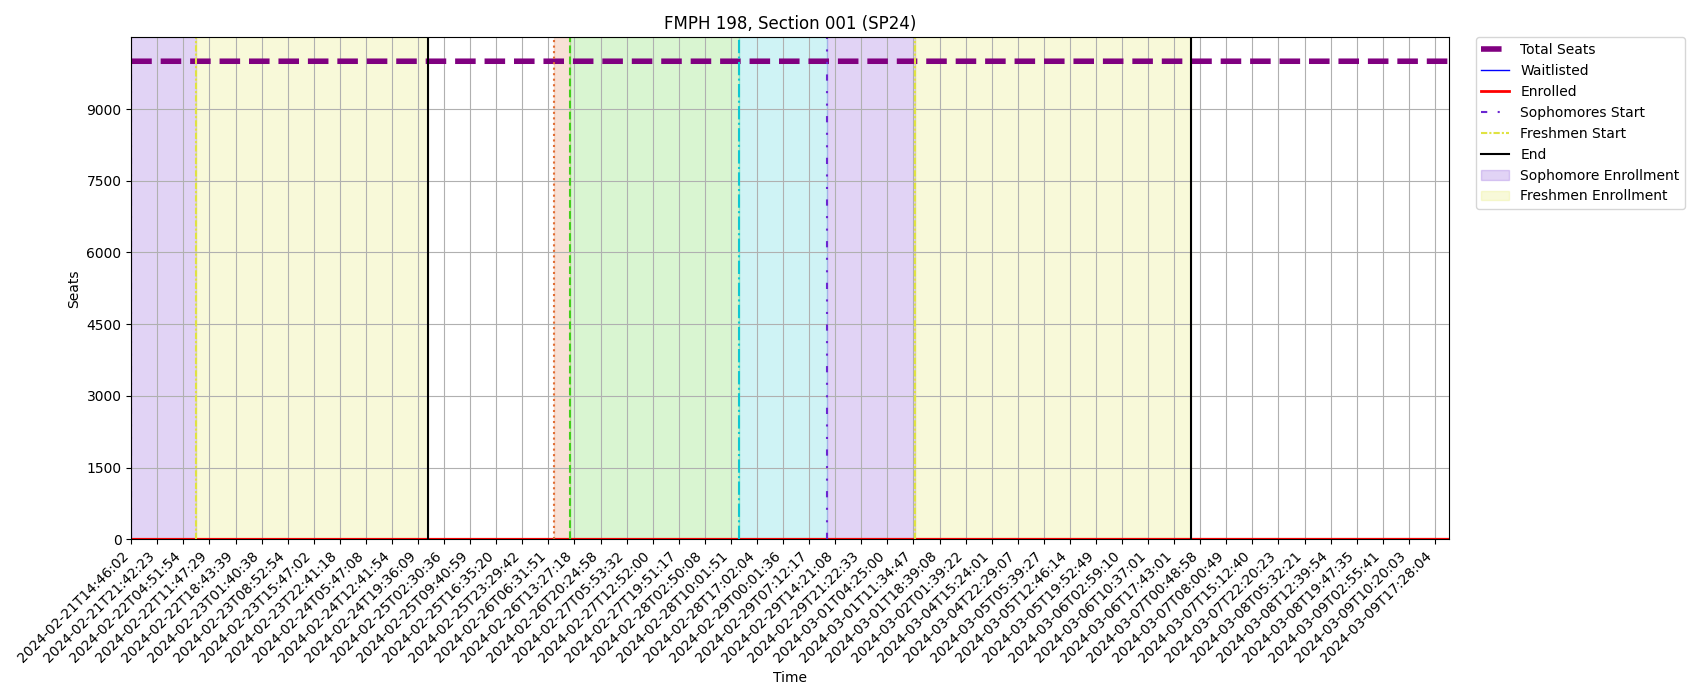 FMPH 198, Section 001 (SP24)
Total Seats
Waitlisted
Enrolled
Sophomores Start
Freshmen Start
End
Sophomore Enrollment
Freshmen Enrollment
Seats
9000
7500
6000
4500
3000
1500
0
2024-02-21T14:46:02
2024-02-21T21:42:23
2024-02-22T04:51:54
2024-02-22T11:47:29
2024-02-22T18:43:39
2024-02-23T01:40:38
2024-02-23T08:52:54
2024-02-23T15:47:02
2024-02-23T22:41:18
2024-02-24T05:47:08
2024-02-24T12:41:54
2024-02-24T19:36:09
2024-02-25T02:30:36
2024-02-25T09:40:59
2024-02-25T16:35:20
2024-02-25T23:29:42
2024-02-26T06:31:51
2024-02-26T13:27:18
2024-02-26T20:24:58
2024-02-27T05:53:32
2024-02-27T12:52:00
2024-02-27T19:51:17
2024-02-28T02:50:08
2024-02-28T10:01:51
2024-02-28T17:02:04
2024-02-29T00:01:36
2024-02-29T07:12:17
2024-02-29T14:21:08
2024-02-29T21:22:33
2024-03-01T04:25:00
2024-03-01T11:34:47
2024-03-01T18:39:08
2024-03-02T01:39:22
2024-03-04T15:24:01
2024-03-04T22:29:07
2024-03-05T05:39:27
2024-03-05T12:46:14
2024-03-05T19:52:49
2024-03-06T02:59:10
2024-03-06T10:37:01
2024-03-06T17:43:01
2024-03-07T00:48:58
2024-03-07T08:00:49
2024-03-07T15:12:40
2024-03-07T22:20:23
2024-03-08T05:32:21
2024-03-08T12:39:54
2024-03-08T19:47:35
2024-03-09T02:55:41
2024-03-09T10:20:03
2024-03-09T17:28:04
Time